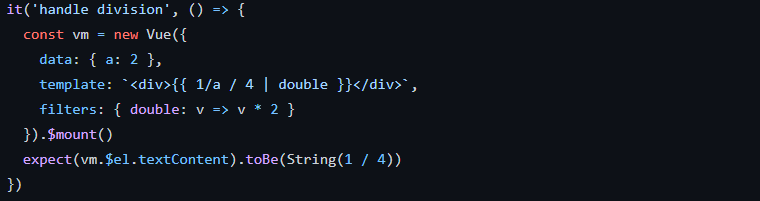 it('handle division', () => {
  const vm = new Vue({
    data: { a: 2 },
    template: `<div>{{ 1/a / 4 | double }}</div>`,
    filters: { double: v => v * 2 }
  }).$mount()
  expect(vm.$el.textContent).toBe(String(1 / 4))
})